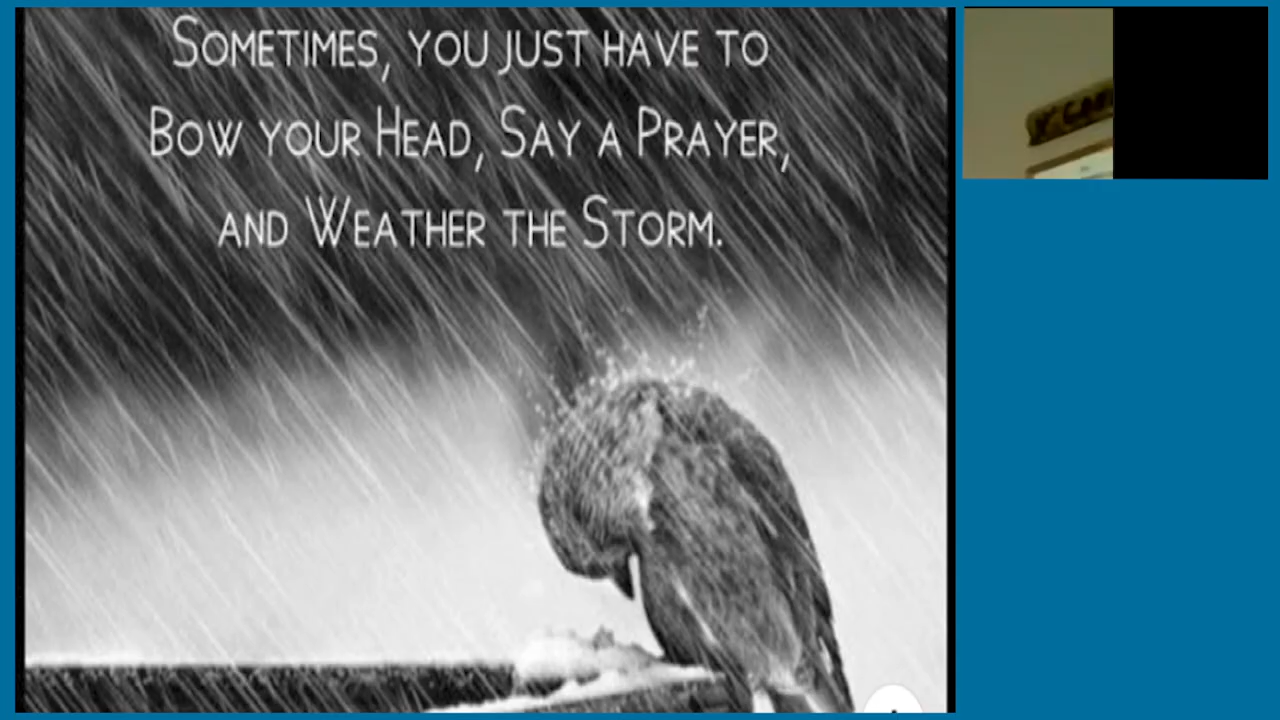 Sometimes, you just have to
Bow your Head, Say a Prayer,
and Weather the Storm.